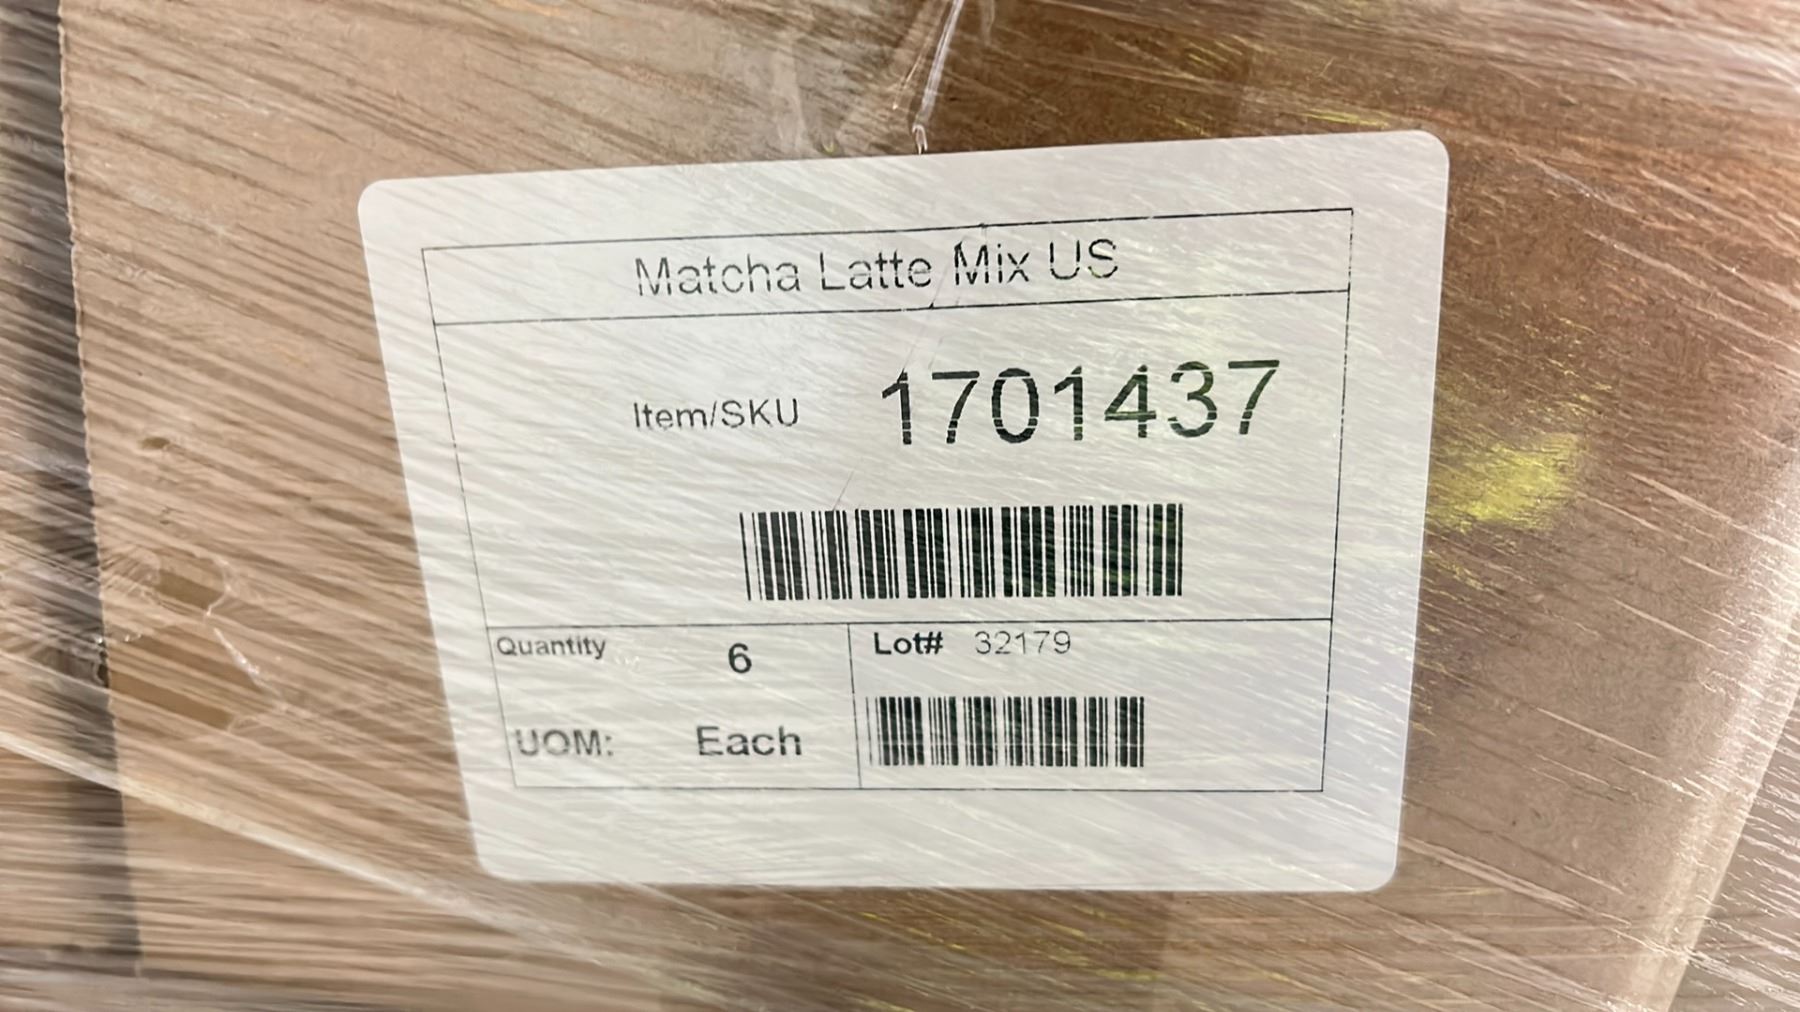 Matcha Latte Mix US
Item/SKU 1701437
Quantity 6
Lot# 32179
UOM: Each